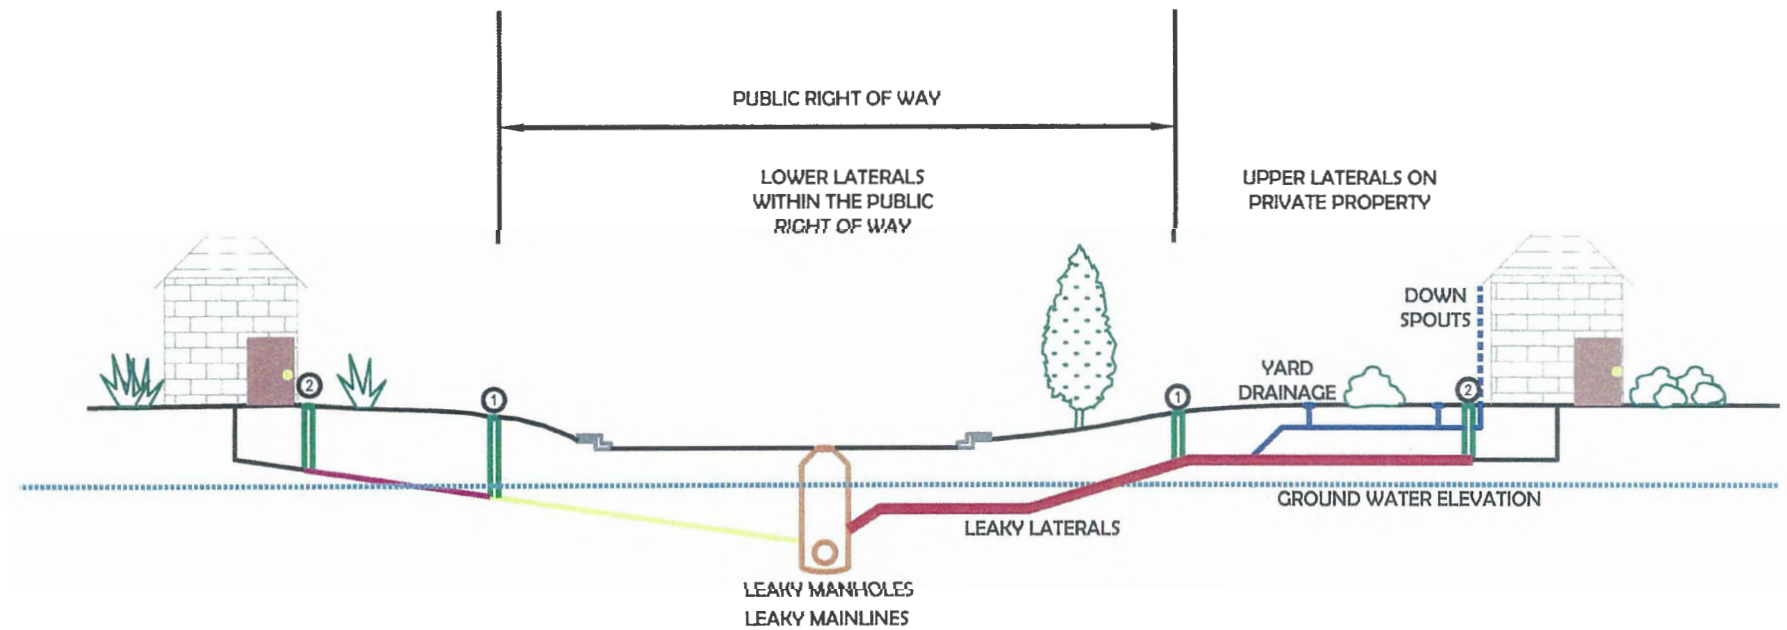 PUBLIC RIGHT OF WAY
LOWER LATERALS
WITHIN THE PUBLIC
RIGHT OF WAY
UPPER LATERALS ON
PRIVATE PROPERTY
DOWN
SPOUTS
YARD
DRAINAGE
2
1
1
2
GROUND WATER ELEVATION
LEAKY LATERALS
LEAKY MANHOLES
LEAKY MAINLINES